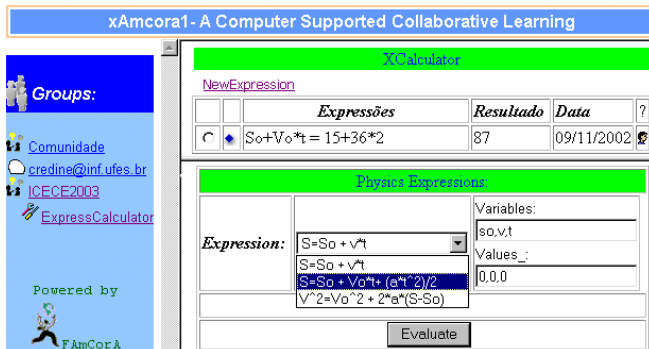 xAmcora1- A Computer Supported Collaborative Learning
Groups:
Comunidade
credine@inf.ufes.br
ICECE2003
ExpressCalculator
Powered by
FAmCorA
XCalculator
NewExpression
Expressões Resultado Data ?
So+Vo*t = 15+36*2 87 09/11/2002
Physics Expressions:
Expression:
S=So + v*t
S=So + v*t
S=So + Vo*t+ (a*t^2)/2
V^2=Vo^2 + 2*a*(S-So)
Variables:
so,v,t
Values_:
0,0,0
Evaluate